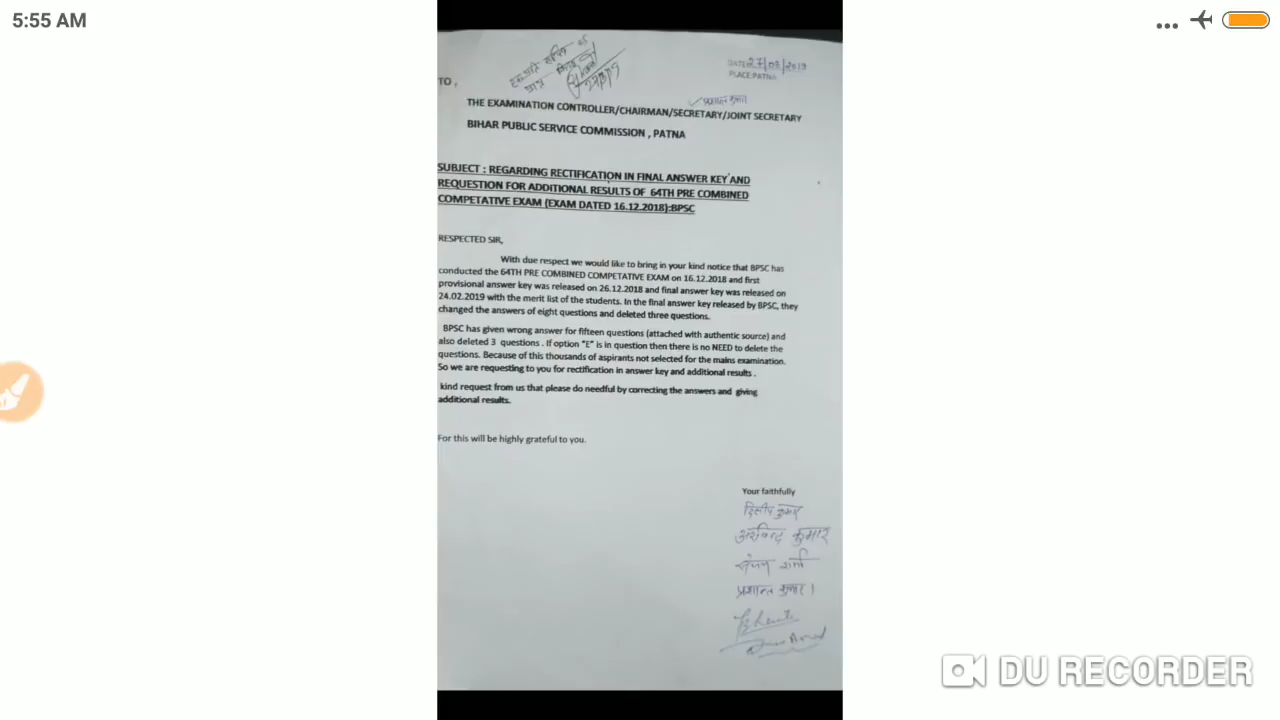 5:55 AM
DATE:27/02/2019
PLACE:PATNA
TO,
प्रशान्त कुमार
THE EXAMINATION CONTROLLER/CHAIRMAN/SECRETARY/JOINT SECRETARY
BIHAR PUBLIC SERVICE COMMISSION , PATNA
SUBJECT : REGARDING RECTIFICATION IN FINAL ANSWER KEY AND
REQUESTION FOR ADDITIONAL RESULTS OF 64TH PRE COMBINED
COMPETATIVE EXAM (EXAM DATED 16.12.2018):BPSC
RESPECTED SIR,
With due respect we would like to bring in your kind notice that BPSC has
conducted the 64TH PRE COMBINED COMPETATIVE EXAM on 16.12.2018 and first
provisional answer key was released on 26.12.2018 and final answer key was released on
24.02.2019 with the merit list of the students. In the final answer key released by BPSC, they
changed the answers of eight questions and deleted three questions.
BPSC has given wrong answer for fifteen questions (attached with authentic source) and
also deleted 3 questions . If option "E" is in question then there is no NEED to delete the
questions. Because of this thousands of aspirants not selected for the mains examination.
So we are requesting to you for rectification in answer key and additional results .
kind request from us that please do needful by correcting the answers and giving
additional results.
For this will be highly grateful to you.
Your faithfully
दिलीप कुमार
अरविन्द कुमार
संजय शर्मा
प्रशान्त कुमार ।
DU RECORDER